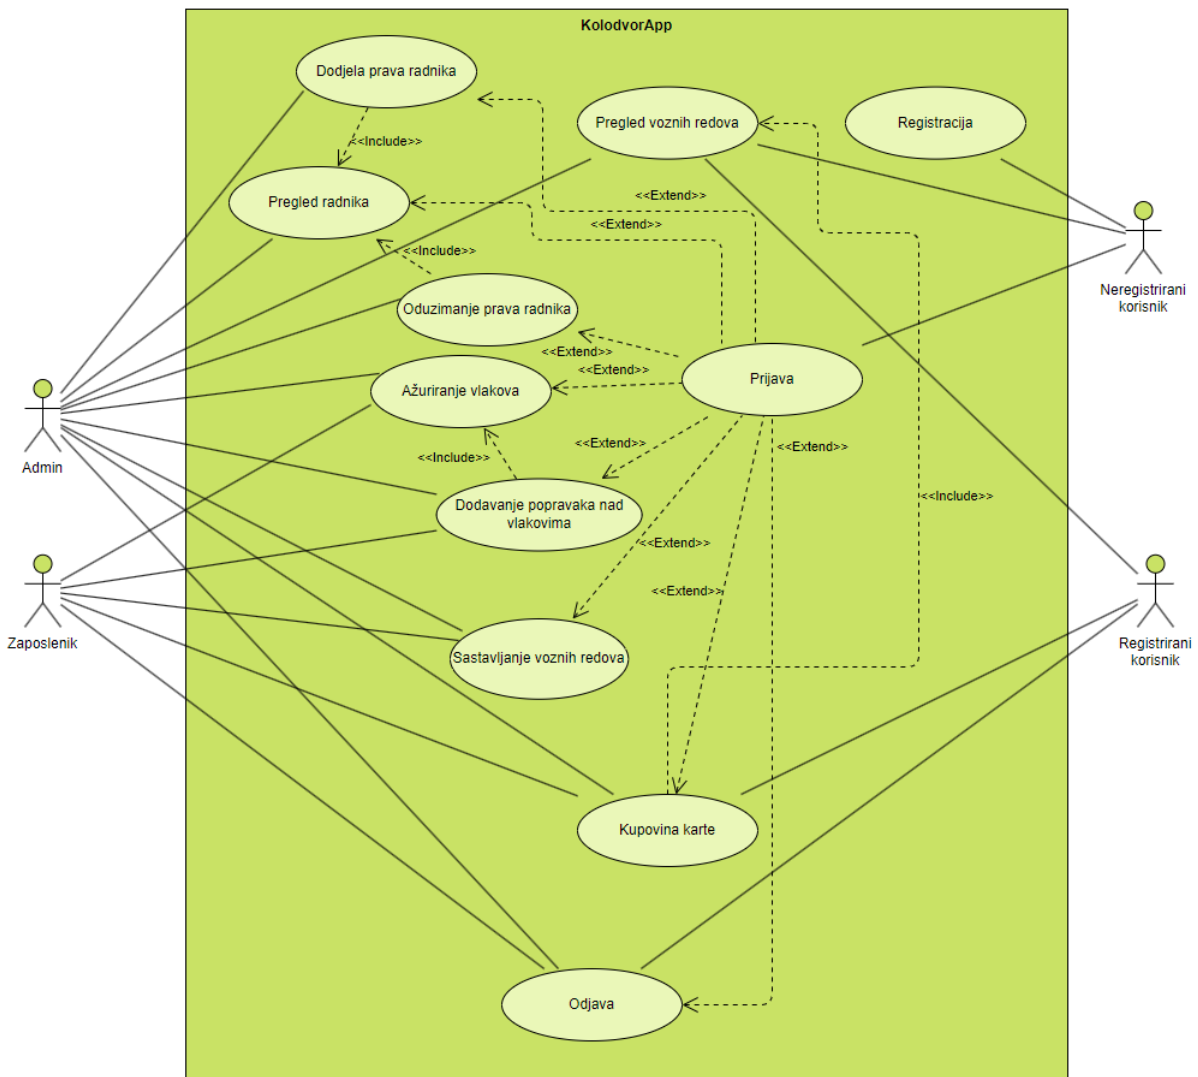 KolodvorApp
Dodjela prava radnika
Pregled voznih redova
Registracija
<<Include>>
<<Extend>>
Pregled radnika
<<Extend>>
<<Include>>
Neregistrirani
korisnik
Oduzimanje prava radnika
<<Extend>>
<<Extend>>
Prijava
Ažuriranje vlakova
Admin
<<Include>>
<<Extend>>
<<Extend>>
<<Include>>
Dodavanje popravaka nad
vlakovima
<<Extend>>
<<Extend>>
Zaposlenik
Registrirani
korisnik
Sastavljanje voznih redova
Kupovina karte
Odjava